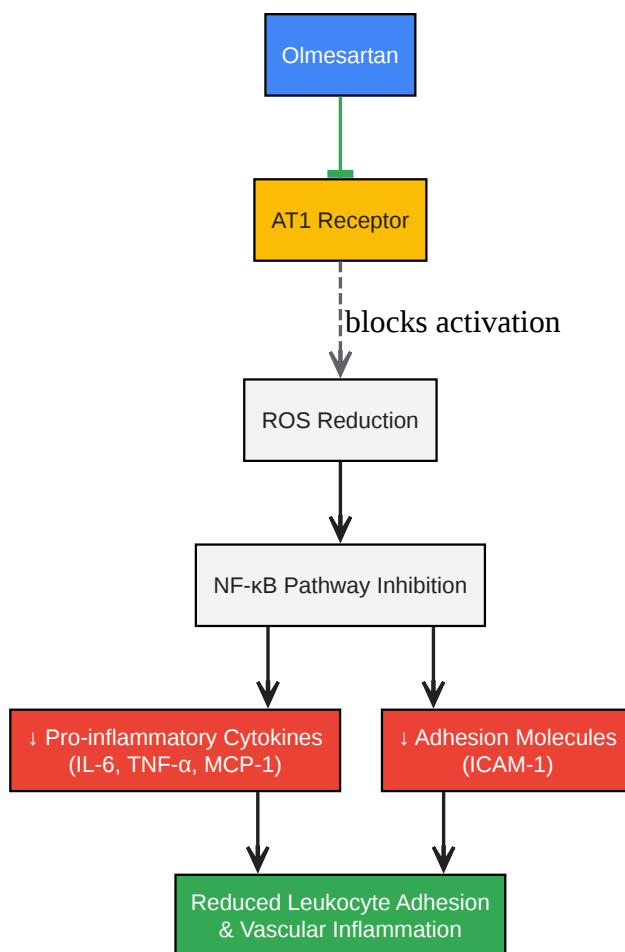 Olmesartan
AT1 Receptor
blocks activation
ROS Reduction
NF-κB Pathway Inhibition
↓ Pro-inflammatory Cytokines
(IL-6, TNF-α, MCP-1)
↓ Adhesion Molecules
(ICAM-1)
Reduced Leukocyte Adhesion
& Vascular Inflammation